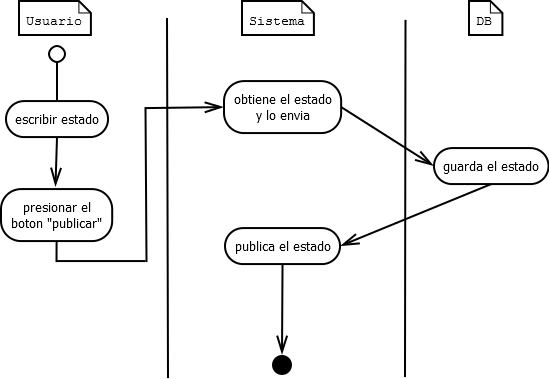 Usuario
Sistema
DB
escribir estado
presionar el
boton "publicar"
obtiene el estado
y lo envia
guarda el estado
publica el estado